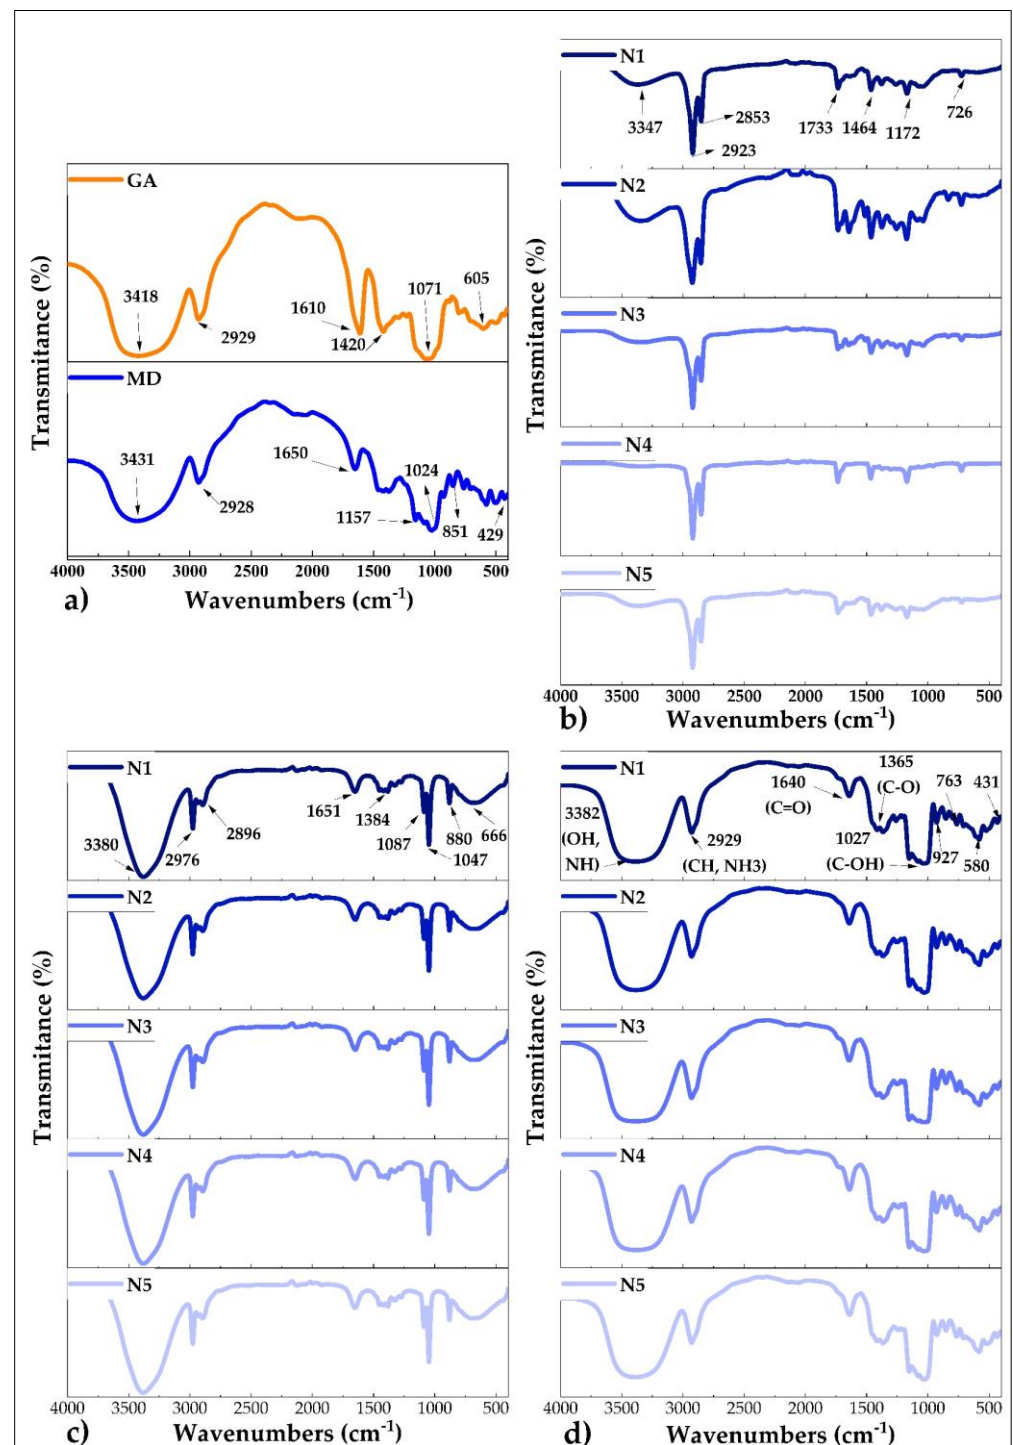 GA
3418
2929
1610
1420
1071
605
MD
3431
2928
1650
1157
1024
851
429
Transmitance (%)
4000 3500 3000 2500 2000 1500 1000 500
Wavenumbers (cm-1)
a)
N1
3347
2853
2923
1733
1464
1172
726
N2
N3
N4
N5
Transmitance (%)
4000 3500 3000 2500 2000 1500 1000 500
Wavenumbers (cm-1)
b)
N1
3380
2976
2896
1651
1384
1087
880
1047
666
N2
N3
N4
N5
Transmitance (%)
4000 3500 3000 2500 2000 1500 1000 500
Wavenumbers (cm-1)
c)
N1
3382
(OH,
NH)
2929
(CH, NH3)
1640
(C=O)
1365
(C-O)
1027
(C-OH)
763
431
927
580
N2
N3
N4
N5
Transmitance (%)
4000 3500 3000 2500 2000 1500 1000 500
Wavenumbers (cm-1)
d)